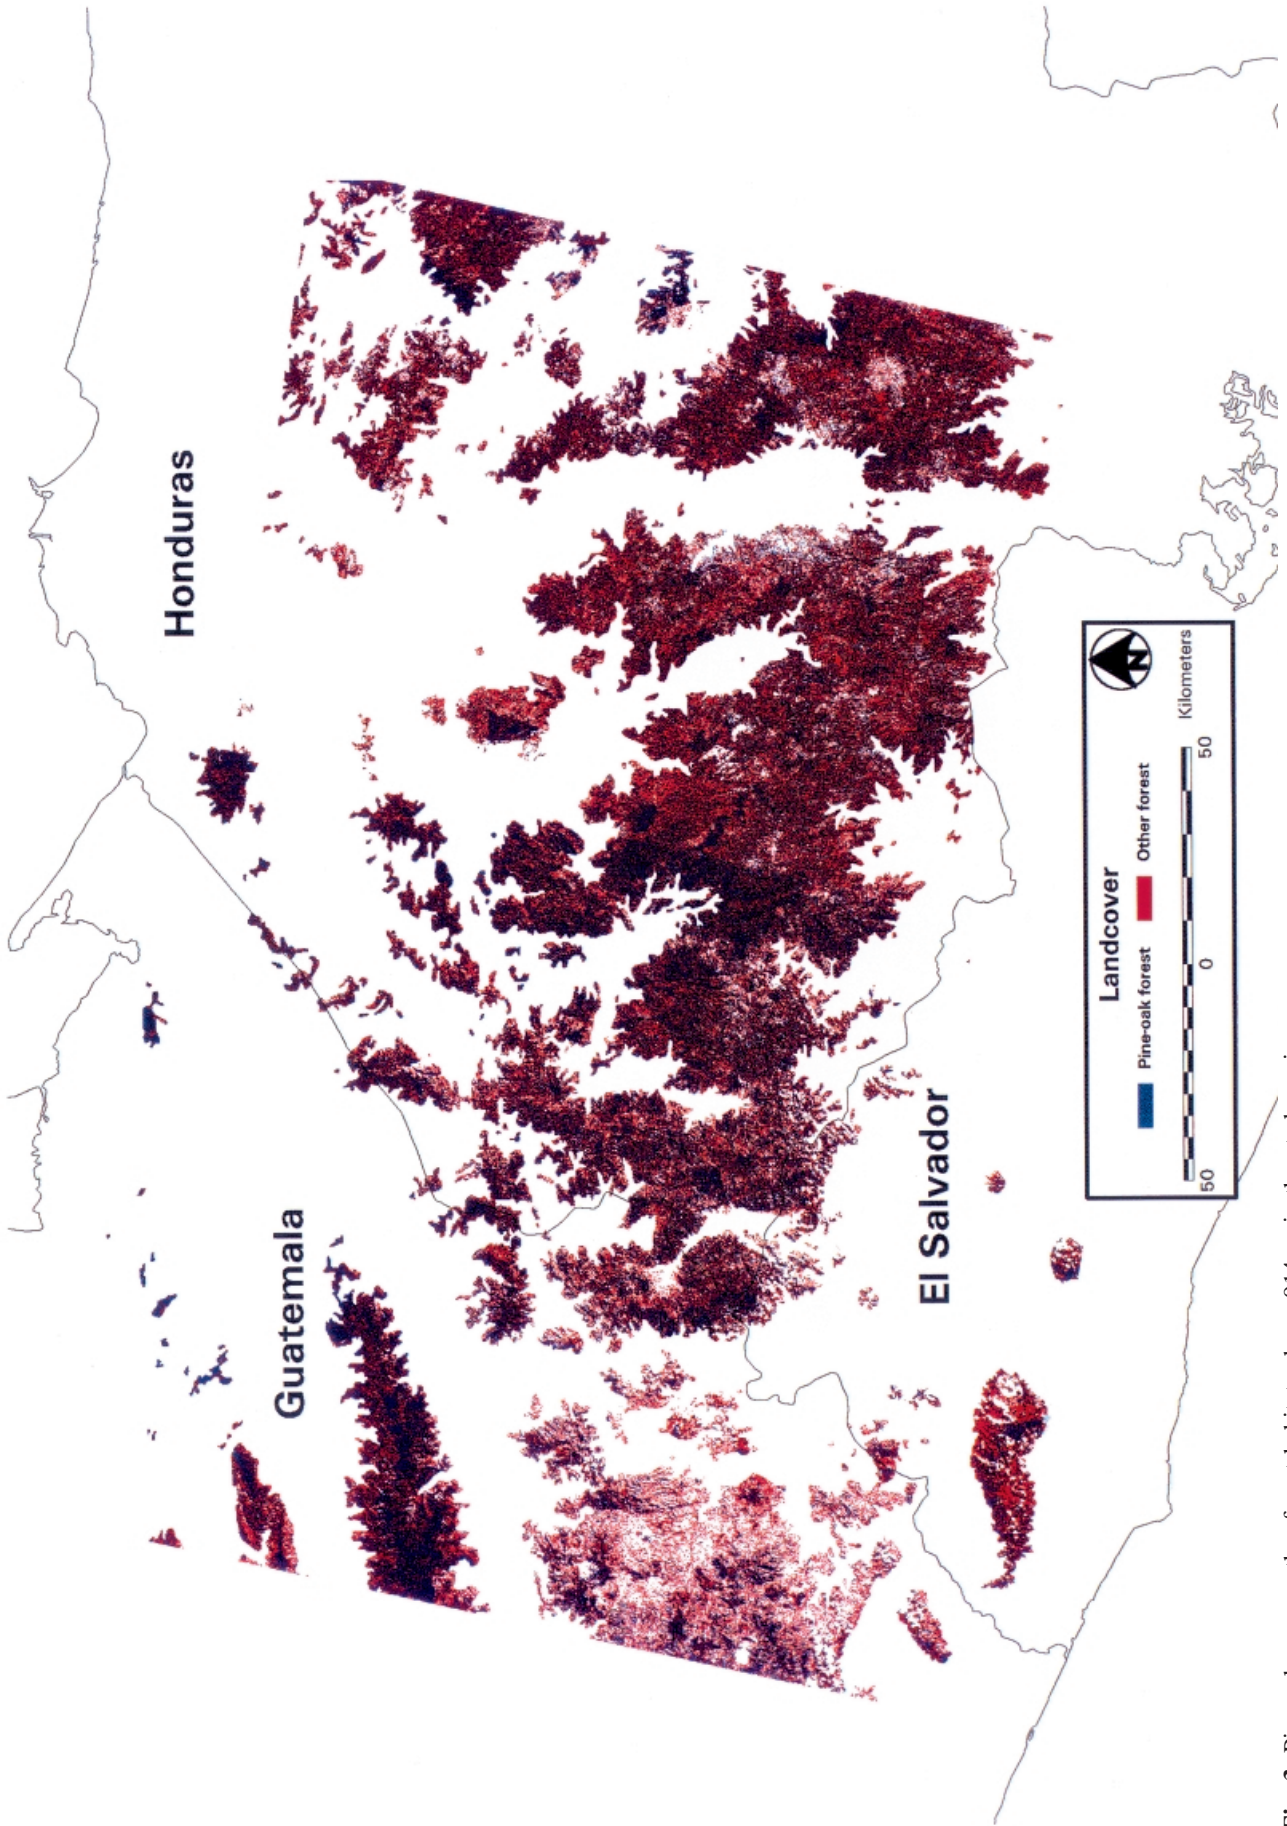 Honduras
Guatemala
El Salvador
Landcover
Pine-oak forest
Other forest
50
0
50
Kilometers
N